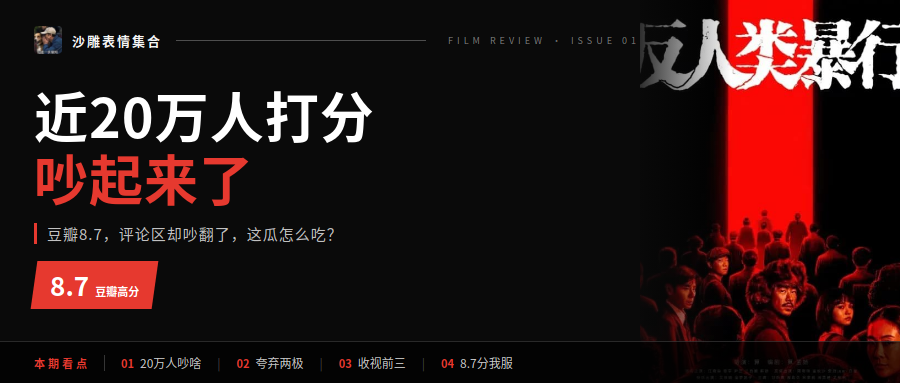 沙雕表情集合
FILM REVIEW · ISSUE 01
反人类暴行
近20万人打分
吵起来了
豆瓣8.7，评论区却吵翻了，这瓜怎么吃？
8.7 豆瓣高分
本期看点 01 20万人吵啥 02 夸弃两极 03 收视前三 04 8.7分我服